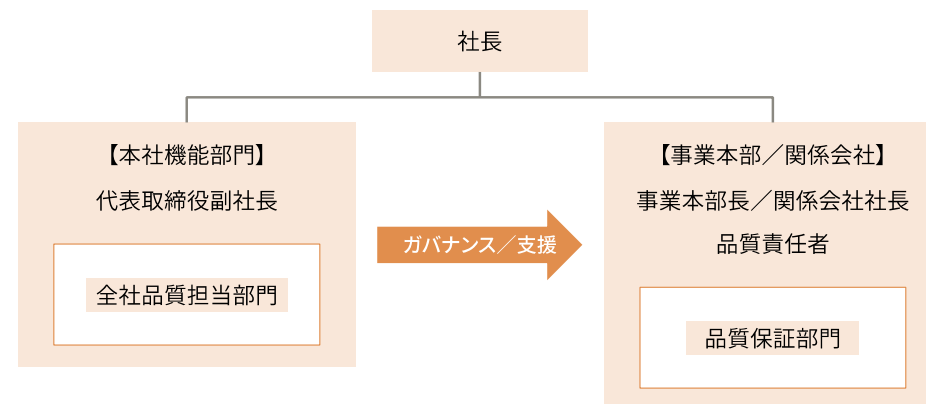 社長
【本社機能部門】
代表取締役副社長
全社品質担当部門
ガバナンス／支援
【事業本部／関係会社】
事業本部長／関係会社社長
品質責任者
品質保証部門